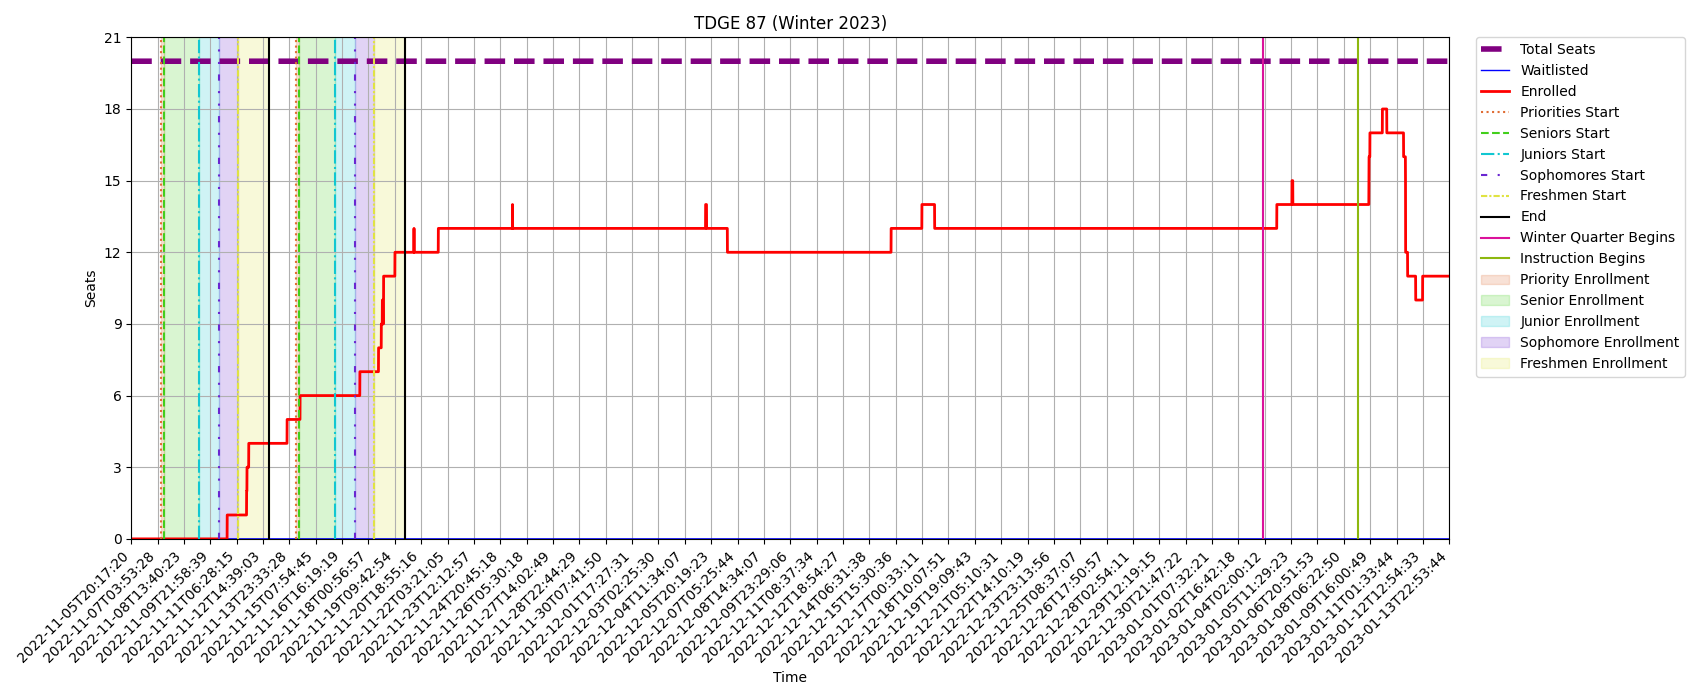 TDGE 87 (Winter 2023)
21
18
15
12
9
6
3
0
Seats
2022-11-05T20:17:20
2022-11-07T03:53:28
2022-11-08T13:40:23
2022-11-09T21:58:39
2022-11-11T06:28:15
2022-11-12T14:39:03
2022-11-13T23:33:28
2022-11-15T07:54:45
2022-11-16T16:19:19
2022-11-18T00:56:57
2022-11-19T09:42:54
2022-11-20T18:55:16
2022-11-22T03:21:05
2022-11-23T12:12:57
2022-11-24T20:45:18
2022-11-26T05:30:18
2022-11-27T14:02:49
2022-11-28T22:44:29
2022-11-30T07:41:50
2022-12-01T17:27:31
2022-12-03T02:25:30
2022-12-04T11:34:07
2022-12-05T20:19:23
2022-12-07T05:25:44
2022-12-08T14:34:07
2022-12-09T23:29:06
2022-12-11T08:37:34
2022-12-12T18:54:27
2022-12-14T06:31:38
2022-12-15T15:30:36
2022-12-17T00:33:11
2022-12-18T10:07:51
2022-12-19T19:09:43
2022-12-21T05:10:31
2022-12-22T14:10:19
2022-12-23T23:13:56
2022-12-25T08:37:07
2022-12-26T17:50:57
2022-12-28T02:54:11
2022-12-29T12:19:15
2022-12-30T21:47:22
2023-01-01T07:32:21
2023-01-02T16:42:18
2023-01-04T02:00:12
2023-01-05T11:29:23
2023-01-06T20:51:53
2023-01-08T06:22:50
2023-01-09T16:00:49
2023-01-11T01:33:44
2023-01-12T12:54:33
2023-01-13T22:53:44
Time
Total Seats
Waitlisted
Enrolled
Priorities Start
Seniors Start
Juniors Start
Sophomores Start
Freshmen Start
End
Winter Quarter Begins
Instruction Begins
Priority Enrollment
Senior Enrollment
Junior Enrollment
Sophomore Enrollment
Freshmen Enrollment